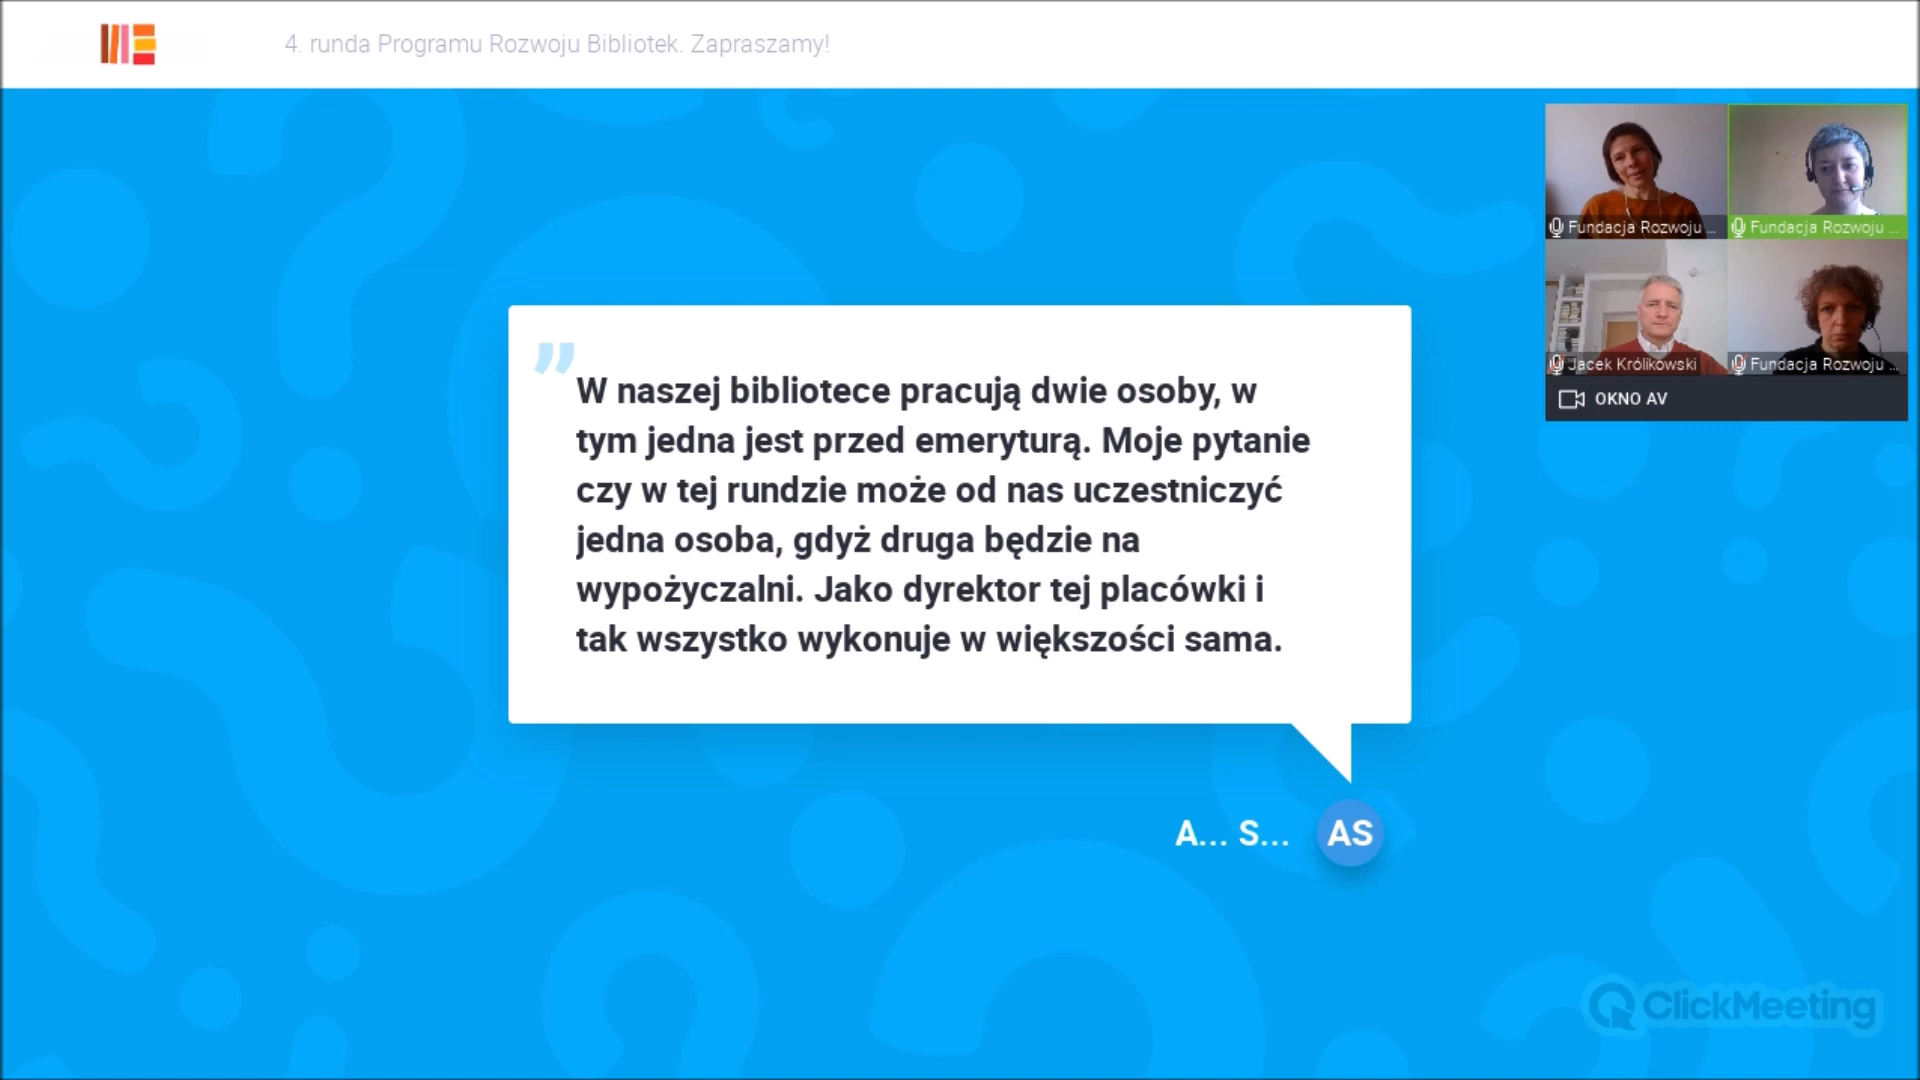 4. runda Programu Rozwoju Bibliotek. Zapraszamy!
Fundacja Rozwoju ...
Fundacja Rozwoju ...
Jacek Królikowski
Fundacja Rozwoju ...
OKNO AV
”
W naszej bibliotece pracują dwie osoby, w
tym jedna jest przed emeryturą. Moje pytanie
czy w tej rundzie może od nas uczestniczyć
jedna osoba, gdyż druga będzie na
wypożyczalni. Jako dyrektor tej placówki i
tak wszystko wykonuje w większości sama.
A... S...
AS
ClickMeeting